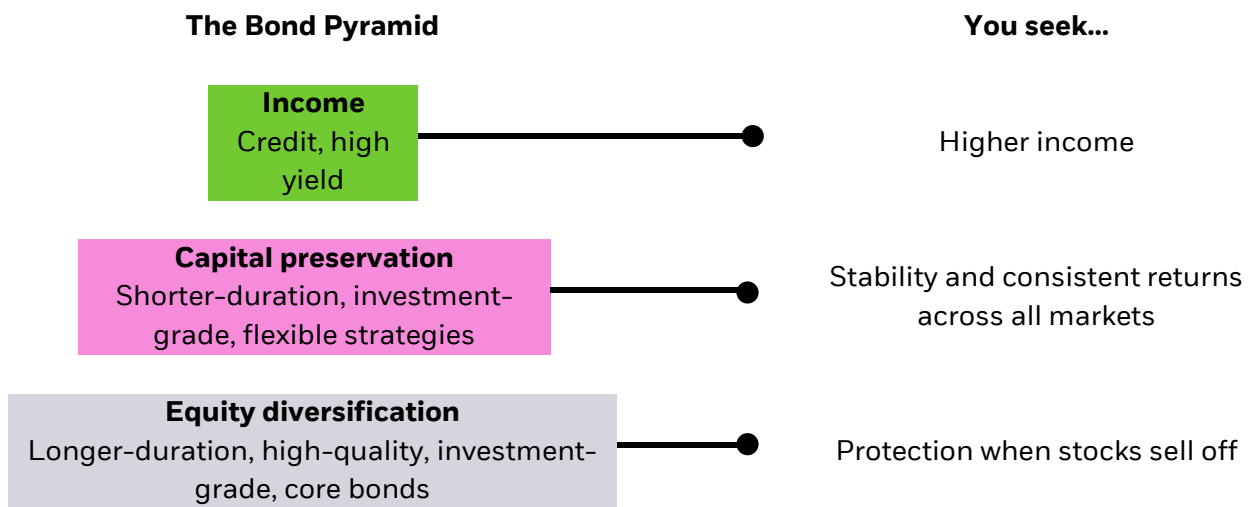 The Bond Pyramid
You seek...
Income
Credit, high
yield
Higher income
Capital preservation
Shorter-duration, investment-
grade, flexible strategies
Stability and consistent returns
across all markets
Equity diversification
Longer-duration, high-quality, investment-
grade, core bonds
Protection when stocks sell off